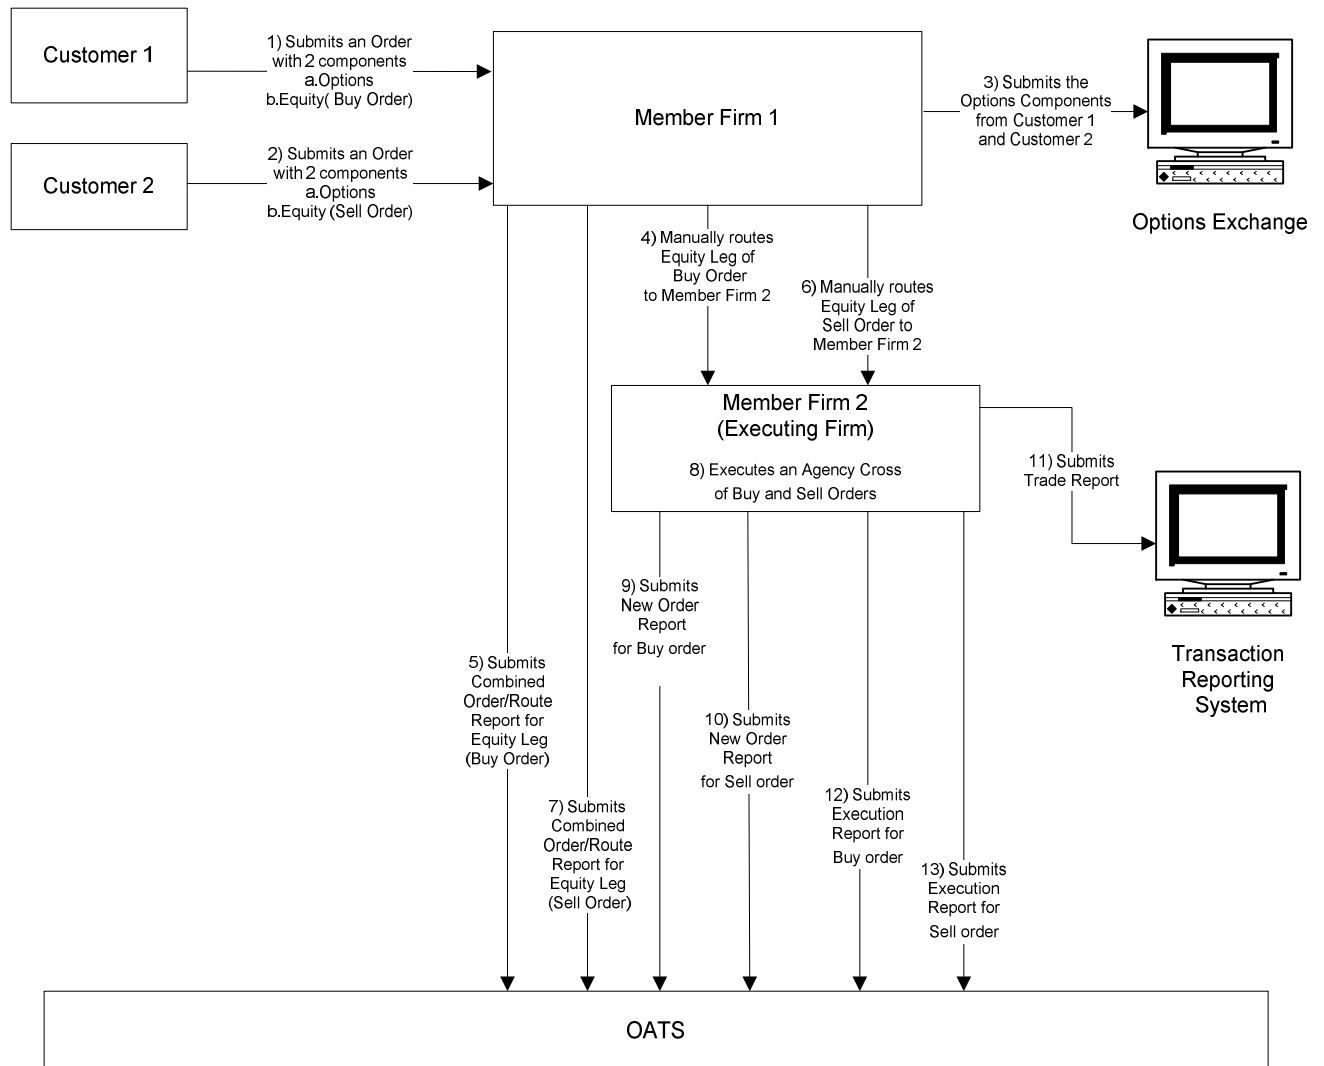 Customer 1
1) Submits an Order
with 2 components
a.Options
b.Equity( Buy Order)
Member Firm 1
3) Submits the
Options Components
from Customer 1
and Customer 2
Options Exchange
Customer 2
2) Submits an Order
with 2 components
a.Options
b.Equity (Sell Order)
4) Manually routes
Equity Leg of
Buy Order
to Member Firm 2
6) Manually routes
Equity Leg of
Sell Order to
Member Firm 2
Member Firm 2
(Executing Firm)
8) Executes an Agency Cross
of Buy and Sell Orders
11) Submits
Trade Report
Transaction
Reporting
System
5) Submits
Combined
Order/Route
Report for
Equity Leg
(Buy Order)
7) Submits
Combined
Order/Route
Report for
Equity Leg
(Sell Order)
9) Submits
New Order
Report
for Buy order
10) Submits
New Order
Report
for Sell order
12) Submits
Execution
Report for
Buy order
13) Submits
Execution
Report for
Sell order
OATS